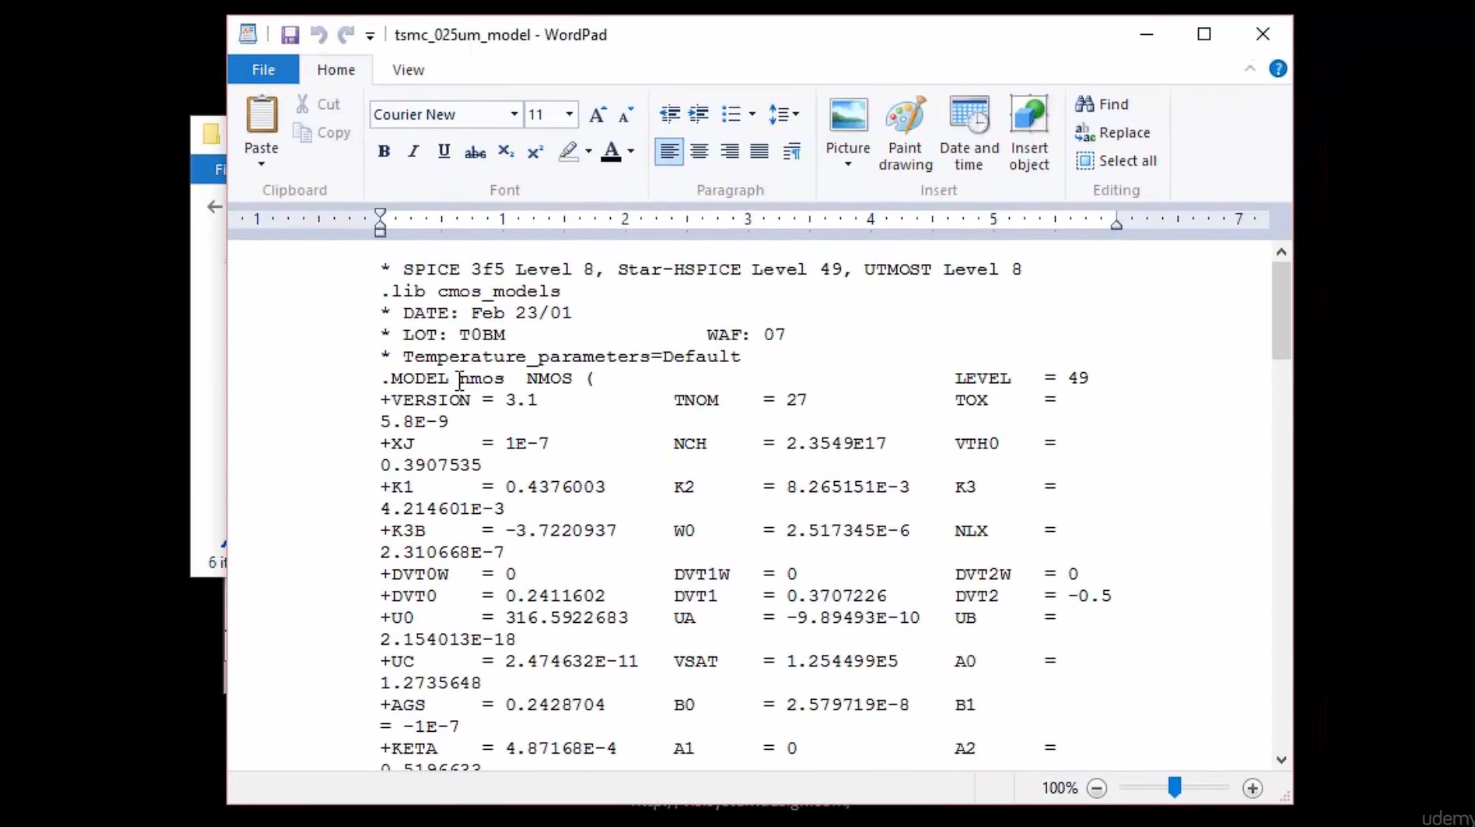 tsmc_025um_model - WordPad
File Home View
Paste
Cut
Copy
Clipboard
Courier New 11
Font
Paragraph
Picture
Paint drawing
Date and time
Insert object
Insert
Find
Replace
Select all
Editing
1 1 2 3 4 5 7
* SPICE 3f5 Level 8, Star-HSPICE Level 49, UTMOST Level 8
.lib cmos_models
* DATE: Feb 23/01
* LOT: T0BM WAF: 07
* Temperature_parameters=Default
.MODEL nmos NMOS ( LEVEL = 49
+VERSION = 3.1 TNOM = 27 TOX =
5.8E-9
+XJ = 1E-7 NCH = 2.3549E17 VTH0 =
0.3907535
+K1 = 0.4376003 K2 = 8.265151E-3 K3 =
4.214601E-3
+K3B = -3.7220937 W0 = 2.517345E-6 NLX =
2.310668E-7
+DVT0W = 0 DVT1W = 0 DVT2W = 0
+DVT0 = 0.2411602 DVT1 = 0.3707226 DVT2 = -0.5
+U0 = 316.5922683 UA = -9.89493E-10 UB =
2.154013E-18
+UC = 2.474632E-11 VSAT = 1.254499E5 A0 =
1.2735648
+AGS = 0.2428704 B0 = 2.579719E-8 B1
= -1E-7
+KETA = 4.87168E-4 A1 = 0 A2 =
0.5196633
100%
udemy